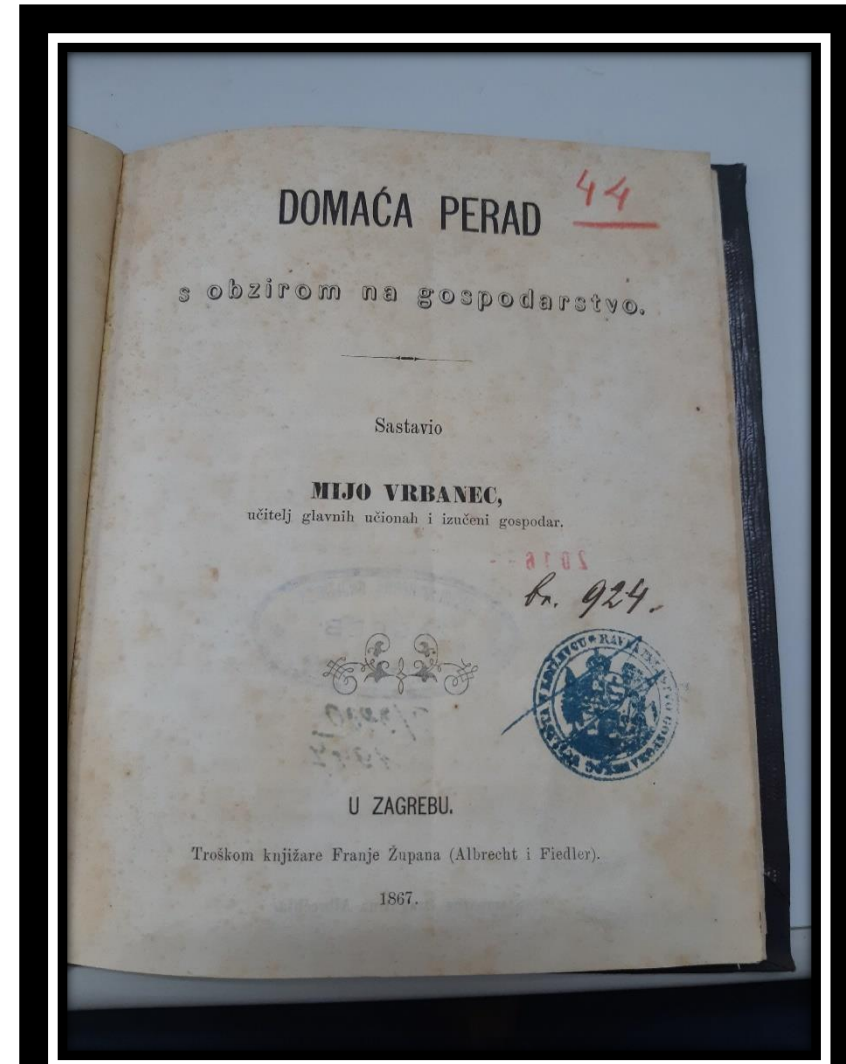 DOMAĆA PERAD
44
s obzirom na gospodarstvo.
Sastavio
MIJO VRBANEC,
učitelj glavnih učionah i izučeni gospodar.
2016
br. 924.
U ZAGREBU.
Troškom knjižare Franje Župana (Albrecht i Fiedler).
1867.